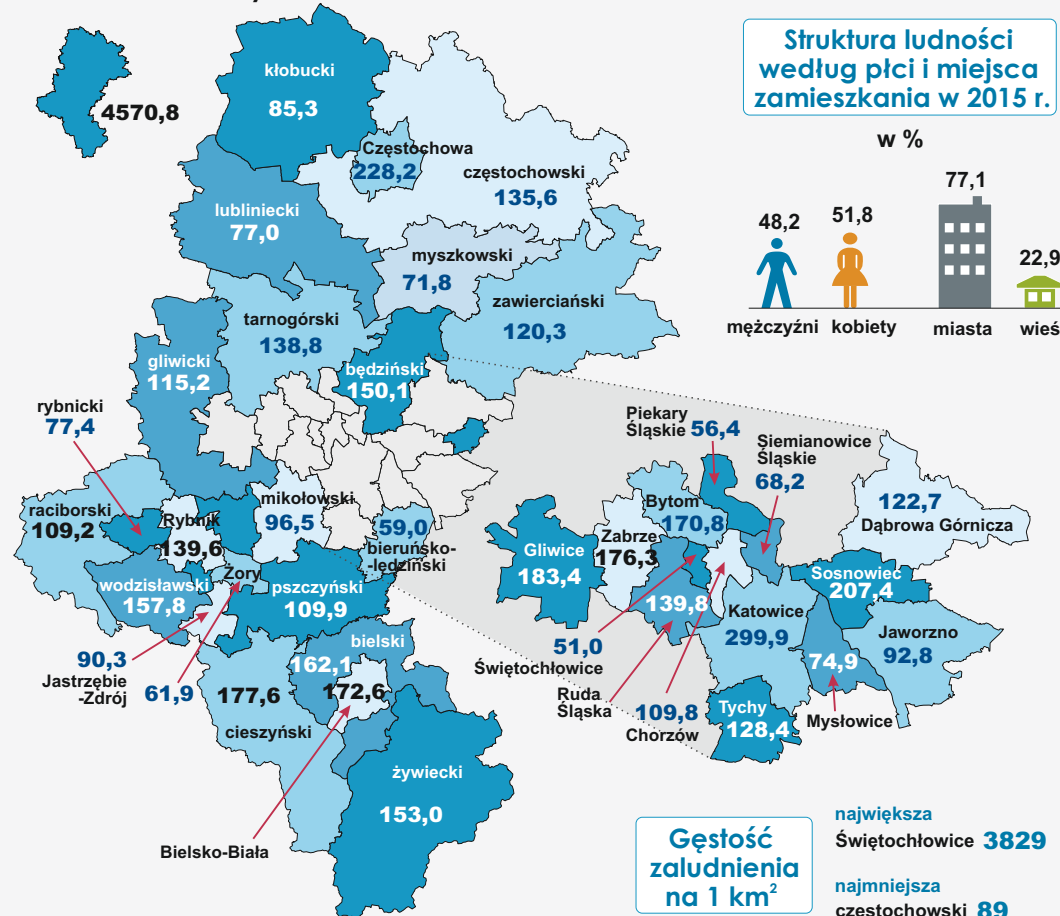 4570,8
kłobucki
85,3
Częstochowa
228,2
częstochowski
135,6
lubliniecki
77,0
myszkowski
71,8
zawierciański
120,3
tarnogórski
138,8
gliwicki
115,2
będziński
150,1
rybnicki
77,4
raciborski
109,2
Rybnik
139,6
mikołowski
96,5
59,0
bieruńsko-
-lędziński
wodzisławski
157,8
Żory
pszczyński
109,9
90,3
Jastrzębie
-Zdrój
61,9
bielski
162,1
177,6
cieszyński
172,6
żywiecki
153,0
Bielsko-Biała
Struktura ludności
według płci i miejsca
zamieszkania w 2015 r.
w %
48,2
51,8
77,1
22,9
mężczyźni
kobiety
miasta
wieś
Piekary
Śląskie
56,4
Siemianowice
Śląskie
68,2
122,7
Dąbrowa Górnicza
Bytom
170,8
Zabrze
176,3
Gliwice
183,4
Sosnowiec
207,4
139,8
Katowice
299,9
Jaworzno
92,8
74,9
51,0
Świętochłowice
Ruda
Śląska
109,8
Chorzów
Tychy
128,4
Mysłowice
Gęstość
zaludnienia
na 1 km²
największa
Świętochłowice 3829
najmniejsza
częstochowski 89